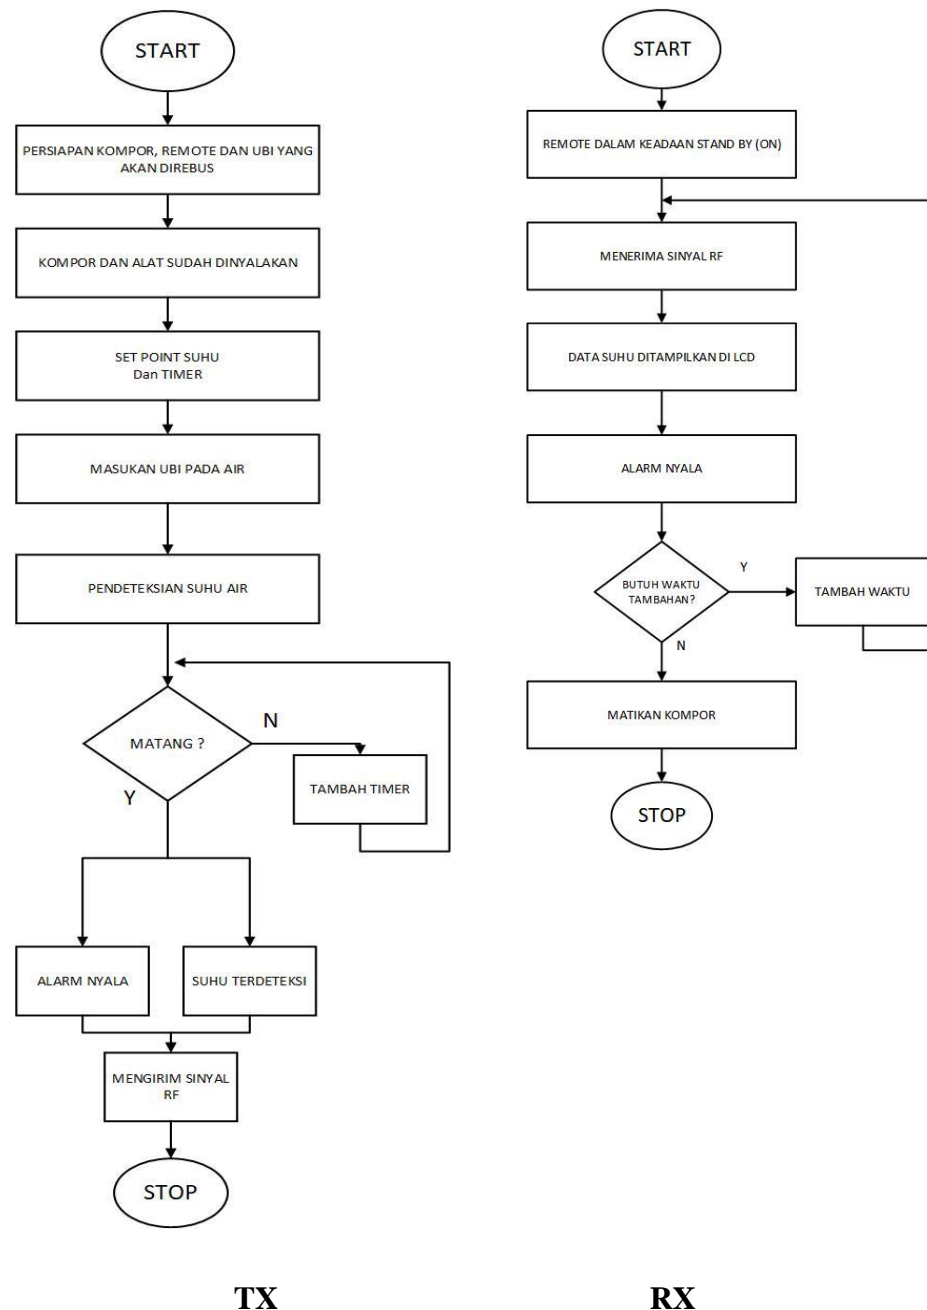 START
PERSIAPAN KOMPOR, REMOTE DAN UBI YANG
AKAN DIREBUS
KOMPOR DAN ALAT SUDAH DINYALAKAN
SET POINT SUHU
Dan TIMER
MASUKAN UBI PADA AIR
PENDETEKSIAN SUHU AIR
MATANG ?
N
TAMBAH TIMER
Y
ALARM NYALA
SUHU TERDETEKSI
MENGIRIM SINYAL
RF
STOP
TX
START
REMOTE DALAM KEADAAN STAND BY (ON)
MENERIMA SINYAL RF
DATA SUHU DITAMPILKAN DI LCD
ALARM NYALA
BUTUH WAKTU
TAMBAHAN?
Y
TAMBAH WAKTU
N
MATIKAN KOMPOR
STOP
RX